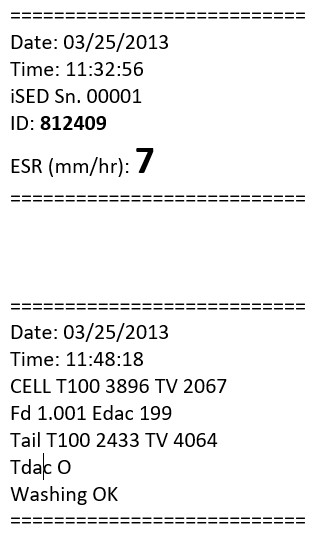 ===========================
Date: 03/25/2013
Time: 11:32:56
iSED Sn. 00001
ID: 812409
ESR (mm/hr): 7
===========================
===========================
Date: 03/25/2013
Time: 11:48:18
CELL T100 3896 TV 2067
Fd 1.001 Edac 199
Tail T100 2433 TV 4064
Tdac O
Washing OK
===========================